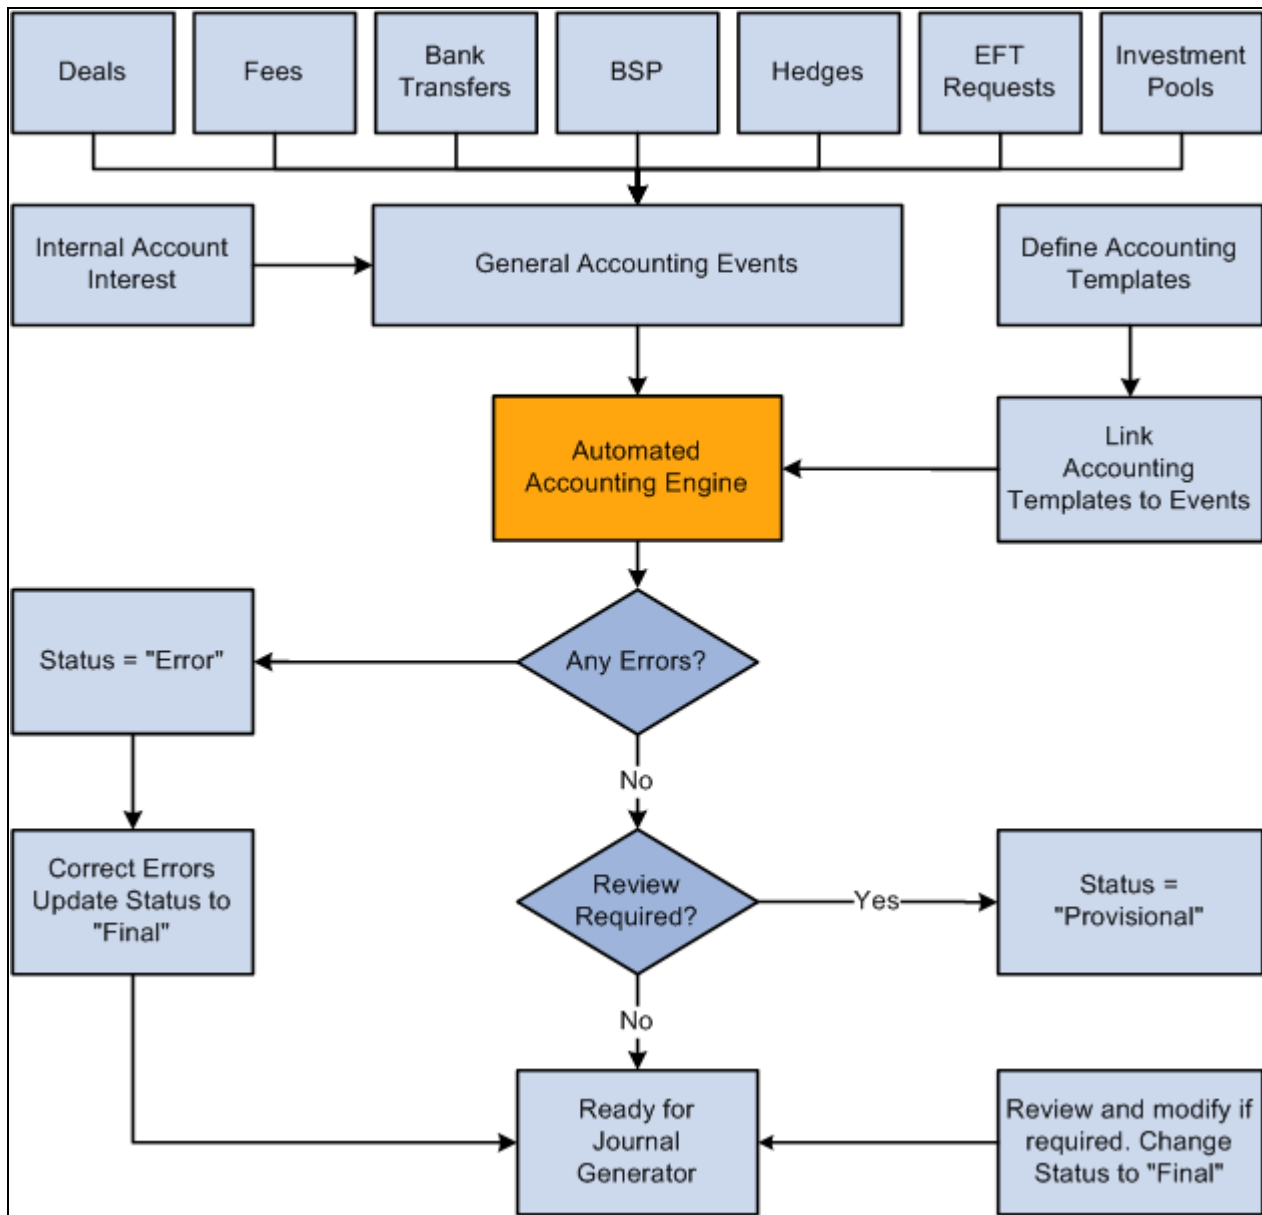 Deals
Fees
Bank
Transfers
BSP
Hedges
EFT
Requests
Investment
Pools
Internal Account
Interest
General Accounting Events
Define Accounting
Templates
Automated
Accounting Engine
Link
Accounting
Templates to Events
Status = "Error"
Any Errors?
No
Correct Errors
Update Status to
"Final"
Review
Required?
Yes
Status =
"Provisional"
No
Ready for
Journal
Generator
Review and modify if
required. Change
Status to "Final"